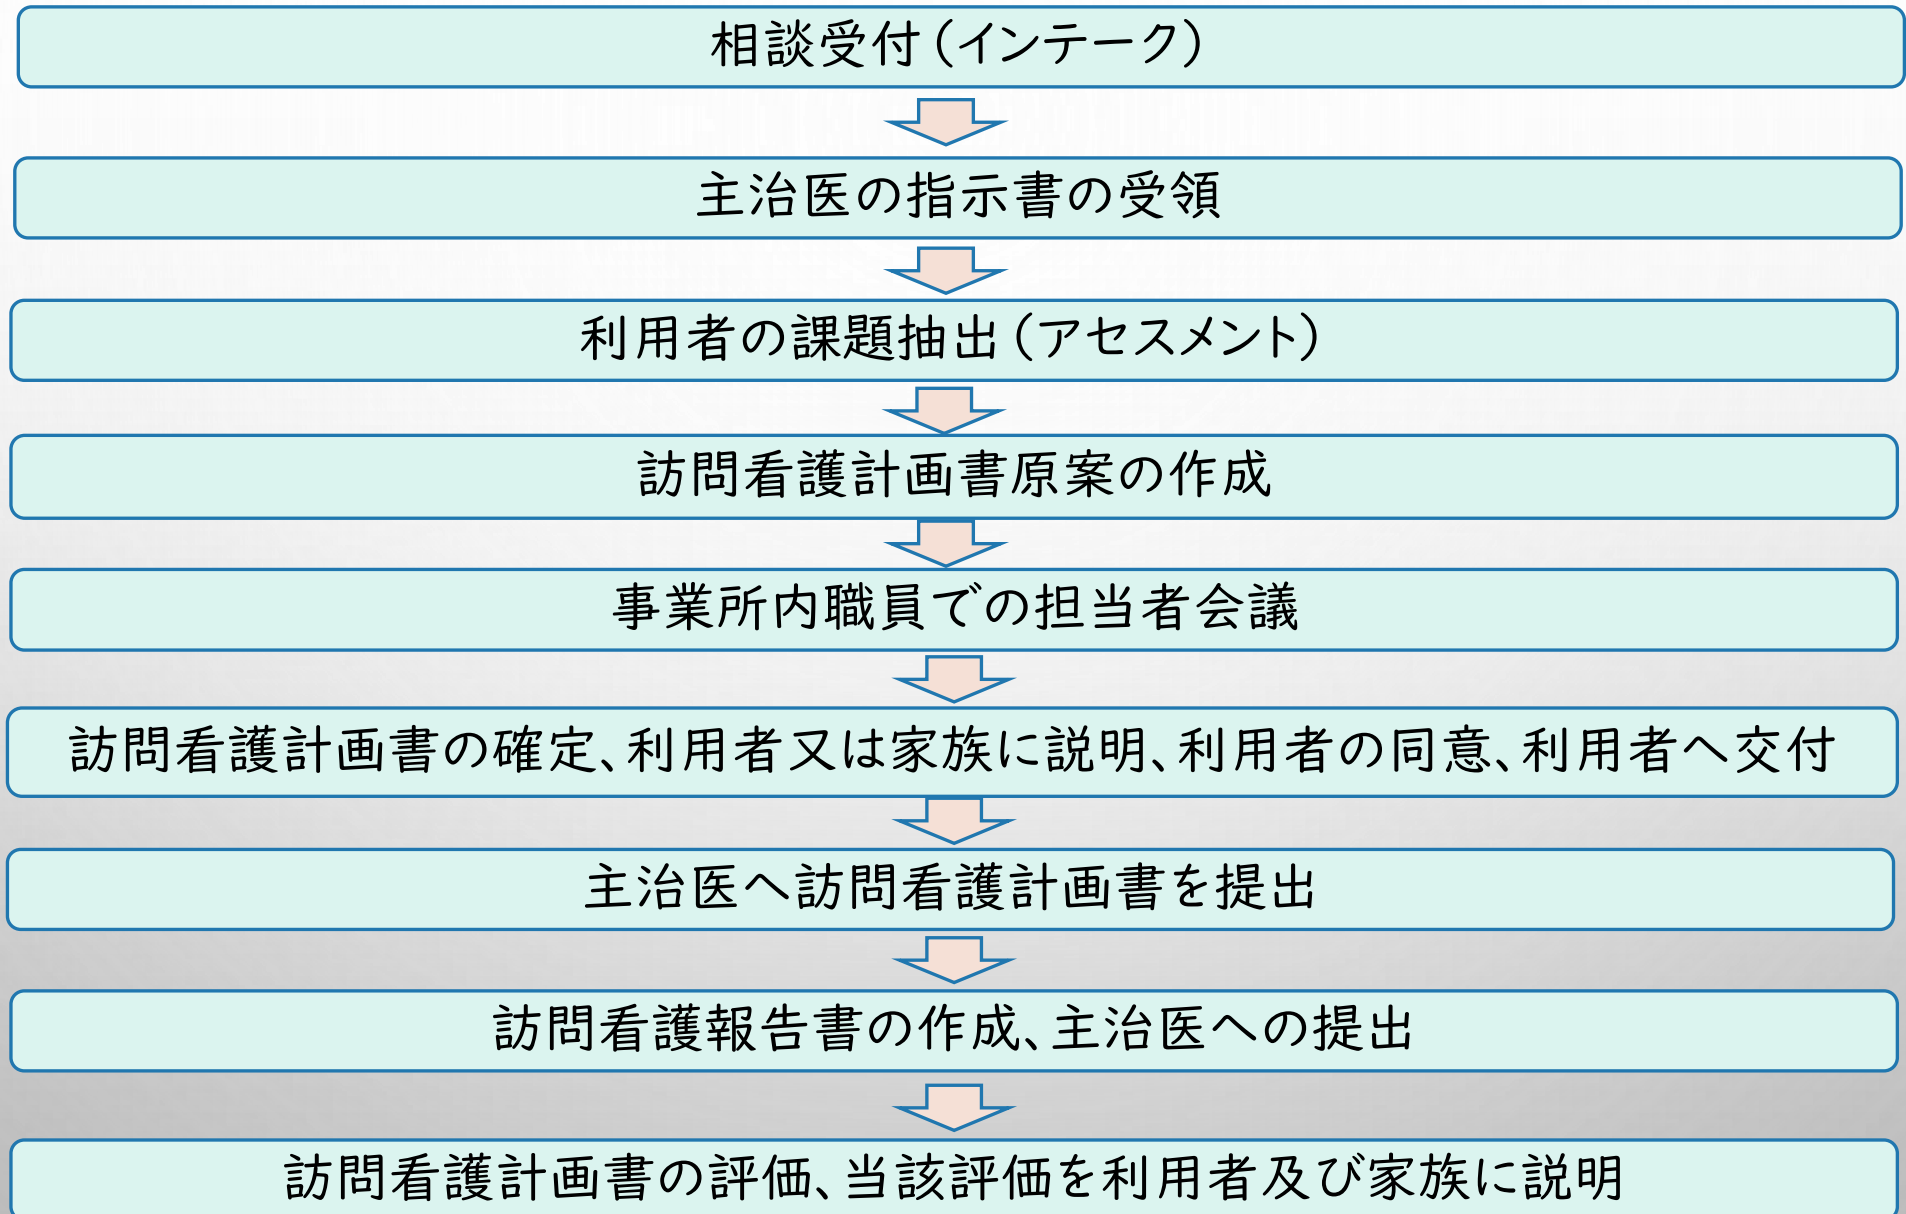 相談受付（インテーク）
主治医の指示書の受領
利用者の課題抽出（アセスメント）
訪問看護計画書原案の作成
事業所内職員での担当者会議
訪問看護計画書の確定、利用者又は家族に説明、利用者の同意、利用者へ交付
主治医へ訪問看護計画書を提出
訪問看護報告書の作成、主治医への提出
訪問看護計画書の評価、当該評価を利用者及び家族に説明